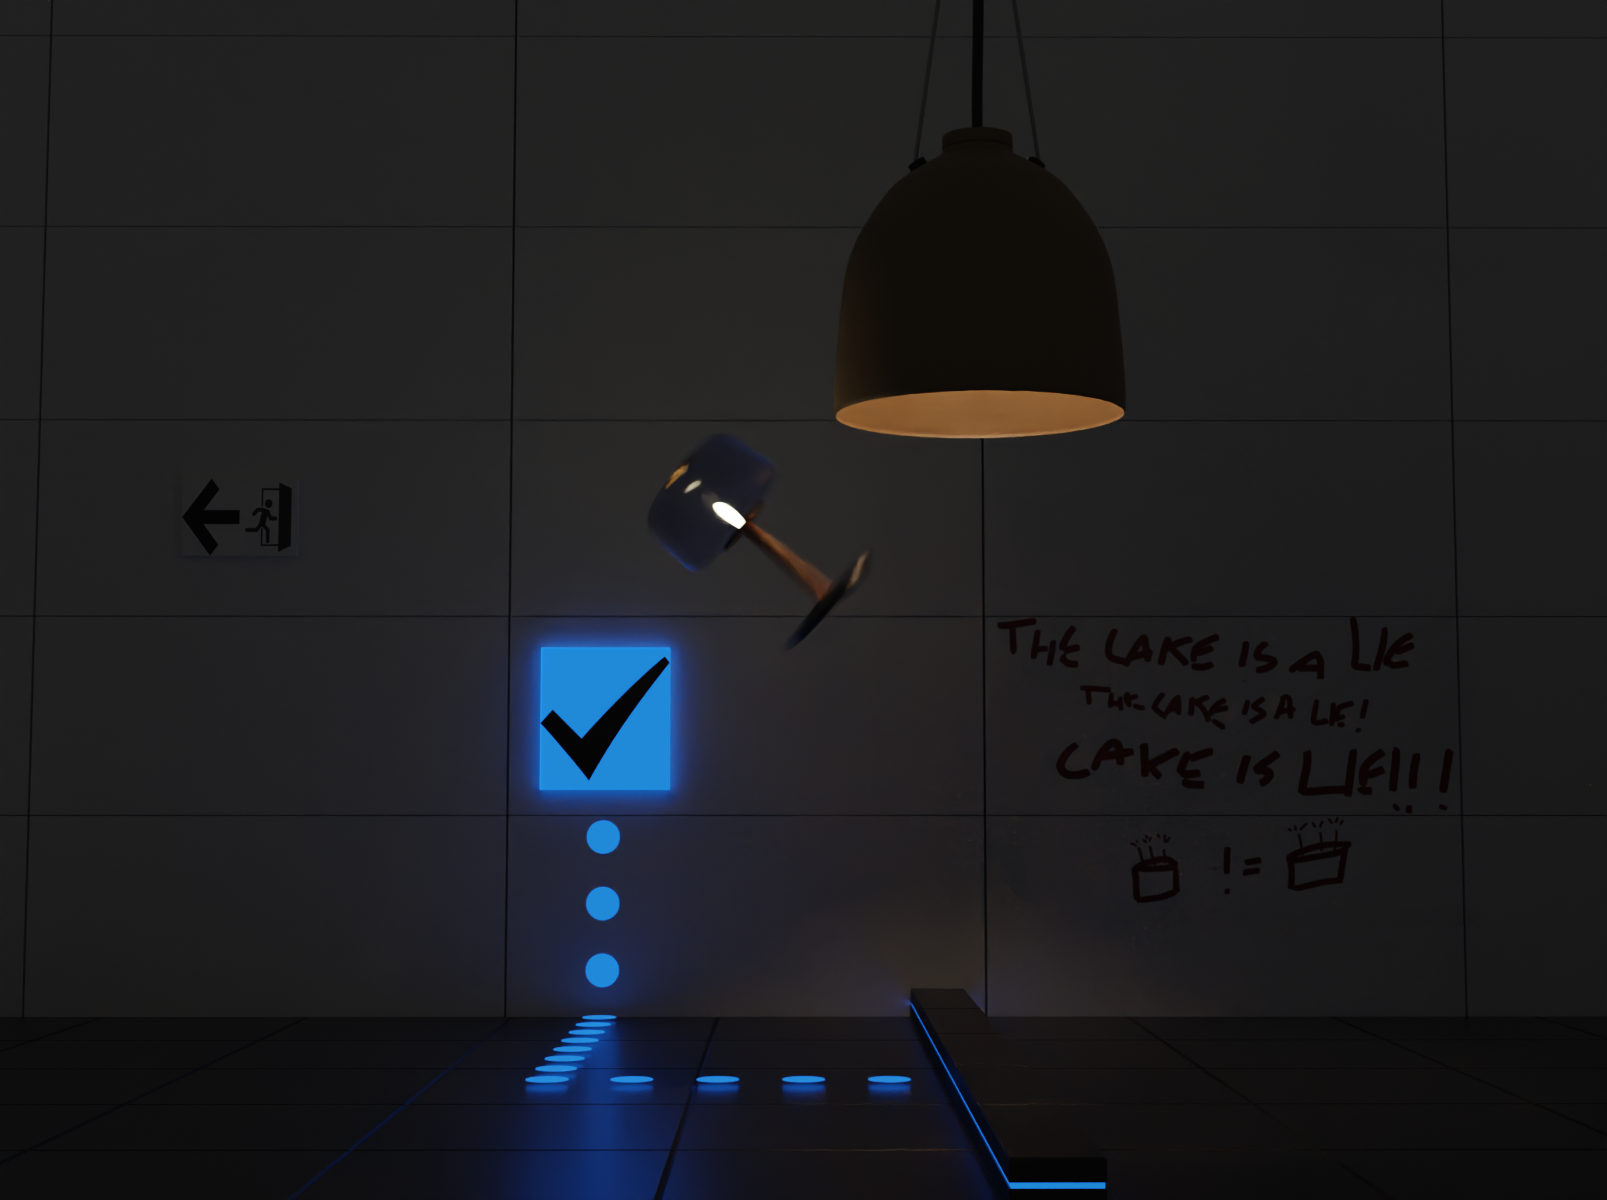 THE CAKE IS A LIE
THE CAKE IS A LIE!
CAKE IS LIE!!!
!=